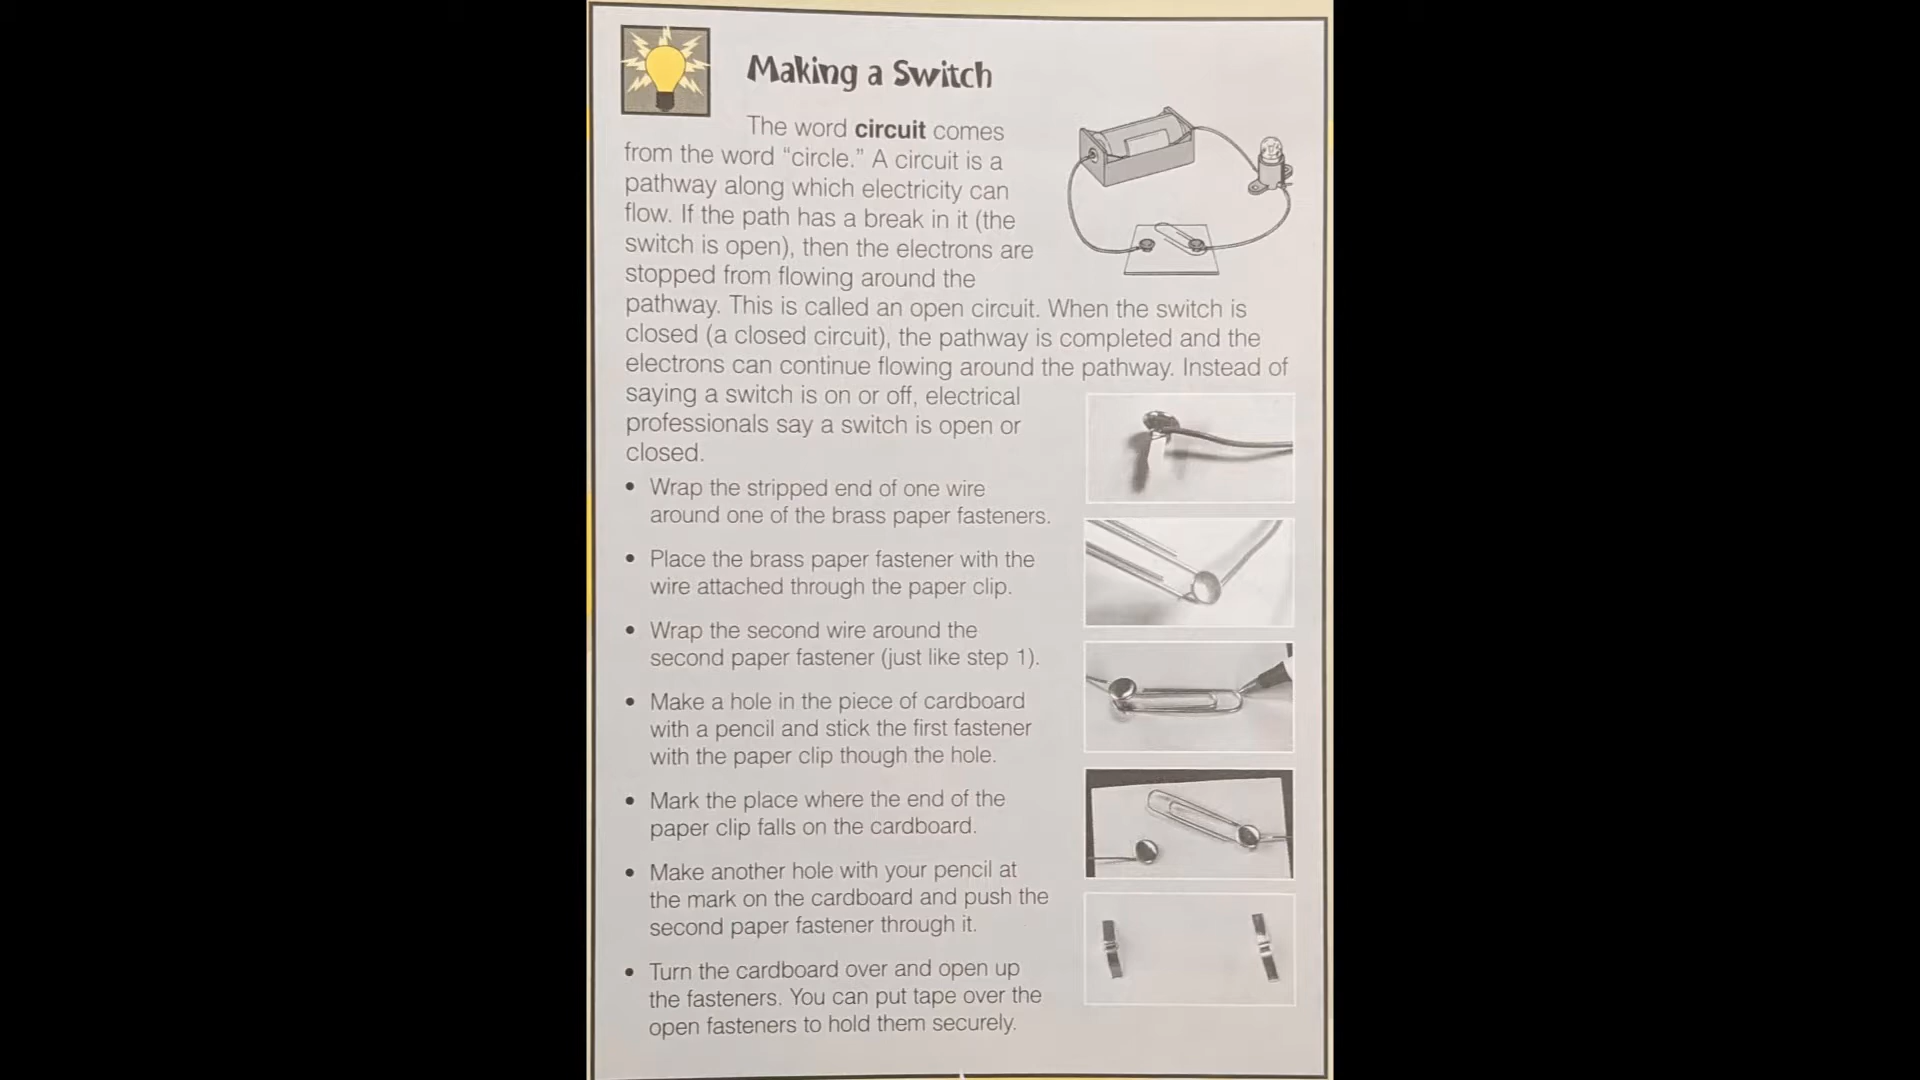 Making a Switch
The word circuit comes
from the word “circle.” A circuit is a
pathway along which electricity can
flow. If the path has a break in it (the
switch is open), then the electrons are
stopped from flowing around the
pathway. This is called an open circuit. When the switch is
closed (a closed circuit), the pathway is completed and the
electrons can continue flowing around the pathway. Instead of
saying a switch is on or off, electrical
professionals say a switch is open or
closed.
• Wrap the stripped end of one wire
around one of the brass paper fasteners.
• Place the brass paper fastener with the
wire attached through the paper clip.
• Wrap the second wire around the
second paper fastener (just like step 1).
• Make a hole in the piece of cardboard
with a pencil and stick the first fastener
with the paper clip though the hole.
• Mark the place where the end of the
paper clip falls on the cardboard.
• Make another hole with your pencil at
the mark on the cardboard and push the
second paper fastener through it.
• Turn the cardboard over and open up
the fasteners. You can put tape over the
open fasteners to hold them securely.